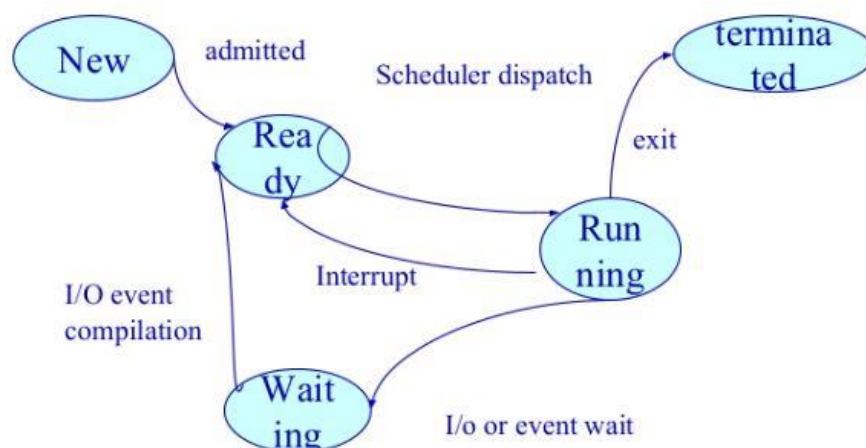 New
admitted
Scheduler dispatch
termina
ted
Rea
dy
exit
Run
ning
Interrupt
I/O event
compilation
Wait
ing
I/o or event wait